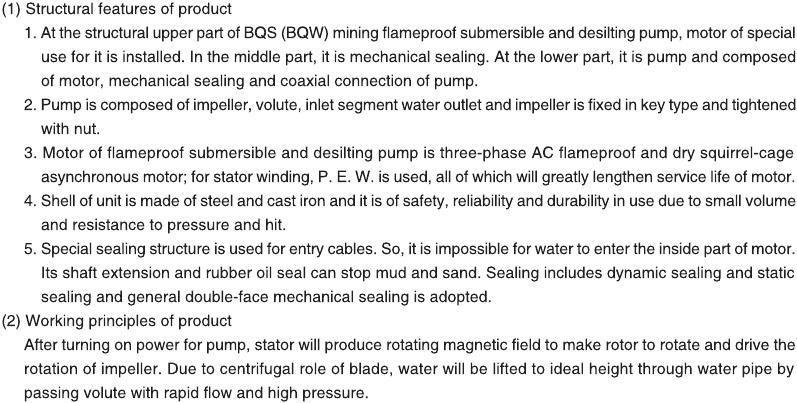 (1) Structural features of product
1. At the structural upper part of BQS (BQW) mining flameproof submersible and desilting pump, motor of special
use for it is installed. In the middle part, it is mechanical sealing. At the lower part, it is pump and composed
of motor, mechanical sealing and coaxial connection of pump.
2. Pump is composed of impeller, volute, inlet segment water outlet and impeller is fixed in key type and tightened
with nut.
3. Motor of flameproof submersible and desilting pump is three-phase AC flameproof and dry squirrel-cage
asynchronous motor; for stator winding, P. E. W. is used, all of which will greatly lengthen service life of motor.
4. Shell of unit is made of steel and cast iron and it is of safety, reliability and durability in use due to small volume
and resistance to pressure and hit.
5. Special sealing structure is used for entry cables. So, it is impossible for water to enter the inside part of motor.
Its shaft extension and rubber oil seal can stop mud and sand. Sealing includes dynamic sealing and static
sealing and general double-face mechanical sealing is adopted.
(2) Working principles of product
After turning on power for pump, stator will produce rotating magnetic field to make rotor to rotate and drive the
rotation of impeller. Due to centrifugal role of blade, water will be lifted to ideal height through water pipe by
passing volute with rapid flow and high pressure.